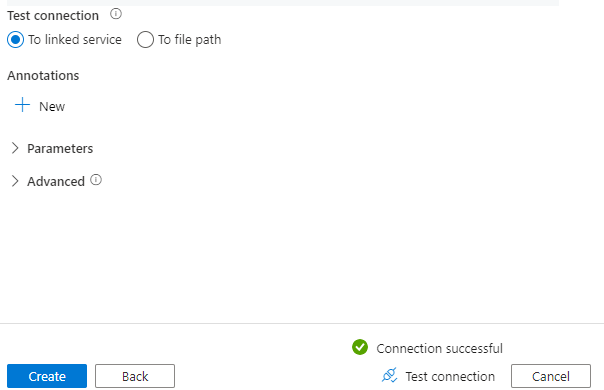 Test connection
To linked service To file path
Annotations
New
Parameters
Advanced
Connection successful
Create Back Test connection Cancel